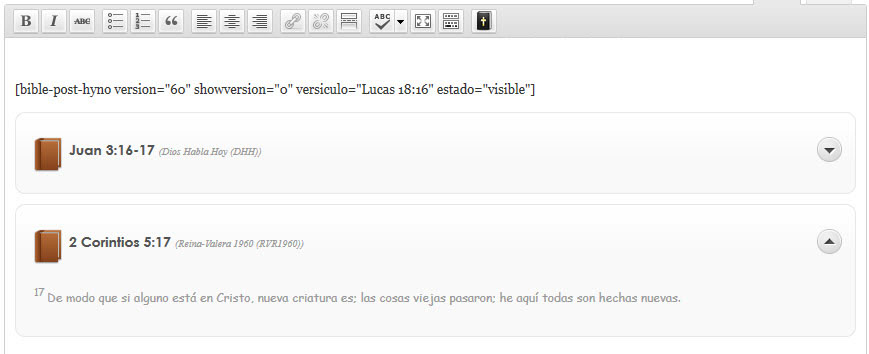 B I ABC ABC
[bible-post-hyno version="60" showversion="0" versiculo="Lucas 18:16" estado="visible"]
Juan 3:16-17 (Dios Habla Hoy (DHH))
2 Corintios 5:17 (Reina-Valera 1960 (RVR1960))
17 De modo que si alguno está en Cristo, nueva criatura es; las cosas viejas pasaron; he aquí todas son hechas nuevas.